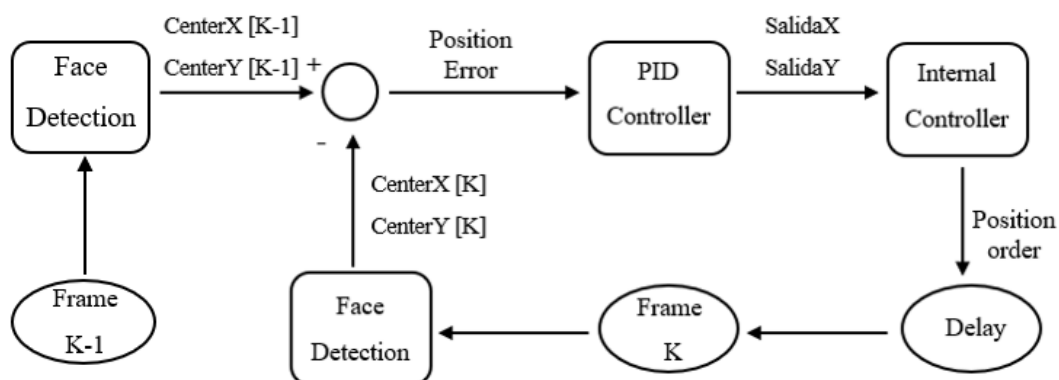 Face
Detection
CenterX [K-1]
CenterY [K-1] +
Position
Error
PID
Controller
SalidaX
SalidaY
Internal
Controller
-
CenterX [K]
CenterY [K]
Position
order
Frame
K-1
Face
Detection
Frame
K
Delay